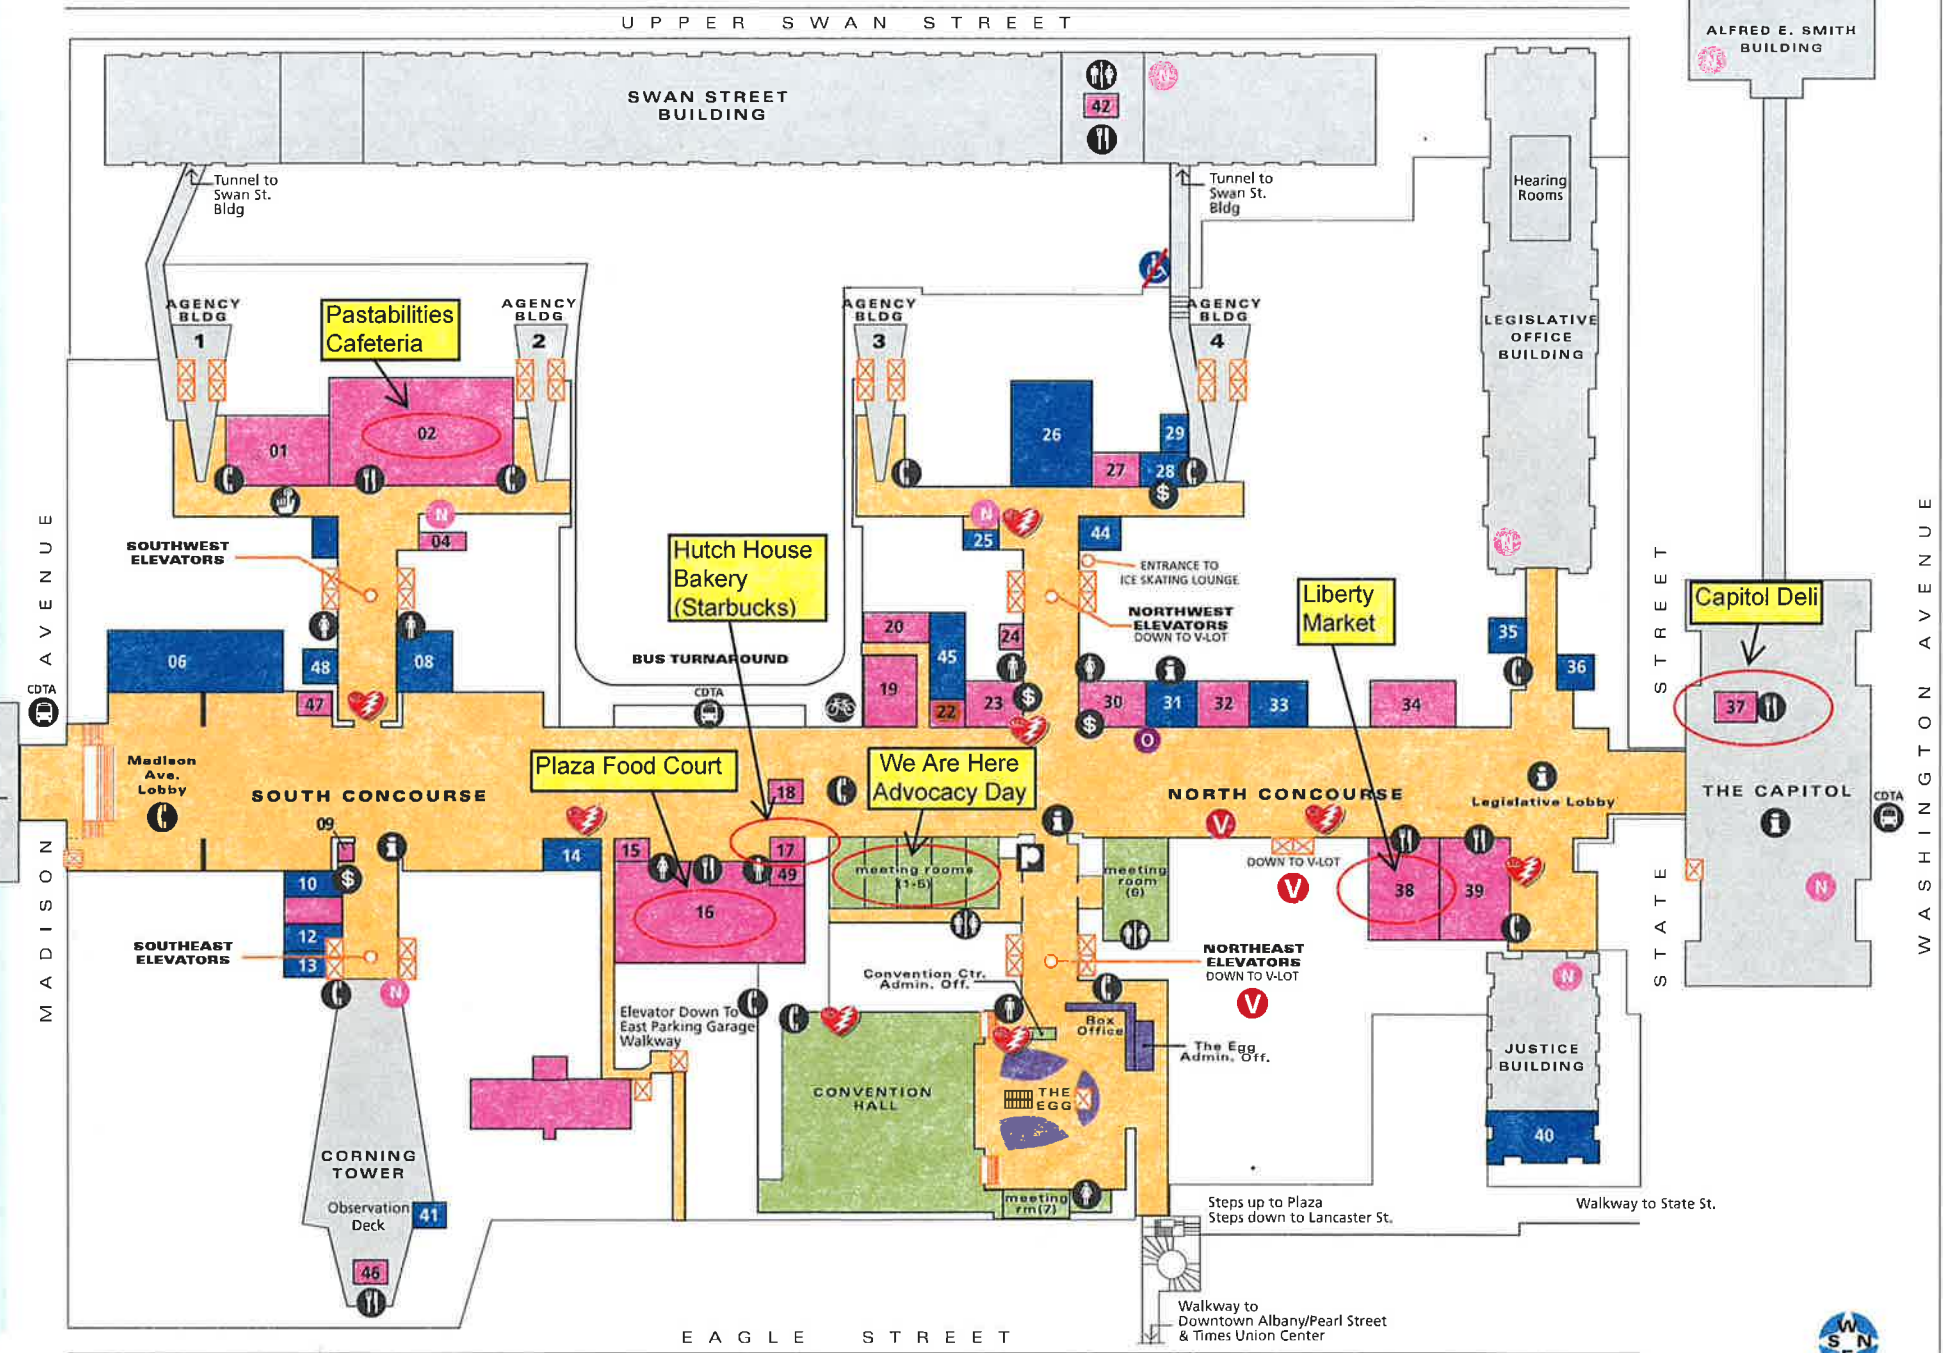 UPPER SWAN STREET
ALFRED E. SMITH
BUILDING
N
SWAN STREET
BUILDING
42
N
Tunnel to
Swan St.
Bldg
Tunnel to
Swan St.
Bldg
Hearing
Rooms
AGENCY
BLDG
1
Pastabilities
Cafeteria
AGENCY
BLDG
2
AGENCY
BLDG
3
AGENCY
BLDG
4
LEGISLATIVE
OFFICE
BUILDING
01
02
26
29
27
28
$
N
04
N
25
44
N
SOUTHWEST
ELEVATORS
Hutch House
Bakery
(Starbucks)
ENTRANCE TO
ICE SKATING LOUNGE
NORTHWEST
ELEVATORS
DOWN TO V-LOT
Liberty
Market
Capitol Deli
MADISON AVENUE
STATE STREET
WASHINGTON AVENUE
06
48
08
BUS TURNAROUND
20
45
24
35
36
CDTA
47
CDTA
19
22
23
$
30
31
32
33
34
37
$
O
Madison
Ave.
Lobby
SOUTH CONCOURSE
Plaza Food Court
We Are Here
Advocacy Day
18
NORTH CONCOURSE
Legislative Lobby
THE CAPITOL
CDTA
09
V
14
15
17
49
meeting rooms
(1-5)
P
meeting
room
(6)
DOWN TO V-LOT
V
10
$
16
38
39
N
12
13
SOUTHEAST
ELEVATORS
N
Convention Ctr.
Admin. Off.
NORTHEAST
ELEVATORS
DOWN TO V-LOT
V
N
Elevator Down To
East Parking Garage
Walkway
Box
Office
The Egg
Admin. Off.
JUSTICE
BUILDING
CONVENTION
HALL
THE
EGG
40
CORNING
TOWER
Observation
Deck
41
meeting
rm(7)
Steps up to Plaza
Steps down to Lancaster St.
Walkway to State St.
46
Walkway to
Downtown Albany/Pearl Street
& Times Union Center
EAGLE STREET
W
S N
E